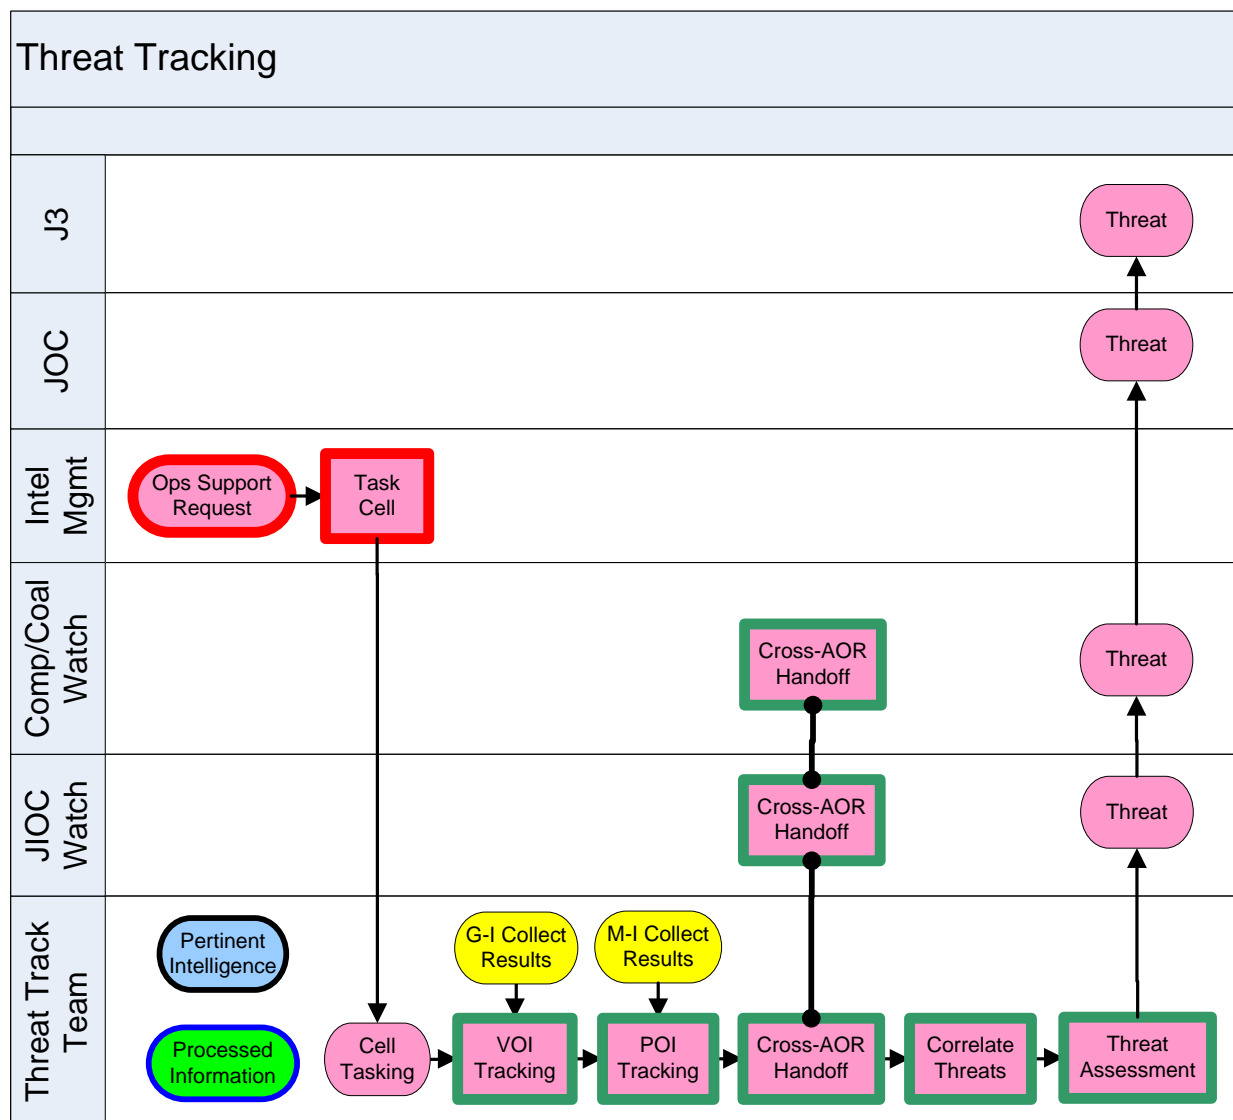 Threat Tracking
J3
Threat
JOC
Threat
Intel
Mgmt
Ops Support
Request
Task
Cell
Comp/Coal
Watch
Cross-AOR
Handoff
Threat
JIOC
Watch
Cross-AOR
Handoff
Threat
Threat Track
Team
Pertinent
Intelligence
G-I Collect
Results
M-I Collect
Results
Processed
Information
Cell
Tasking
VOI
Tracking
POI
Tracking
Cross-AOR
Handoff
Correlate
Threats
Threat
Assessment